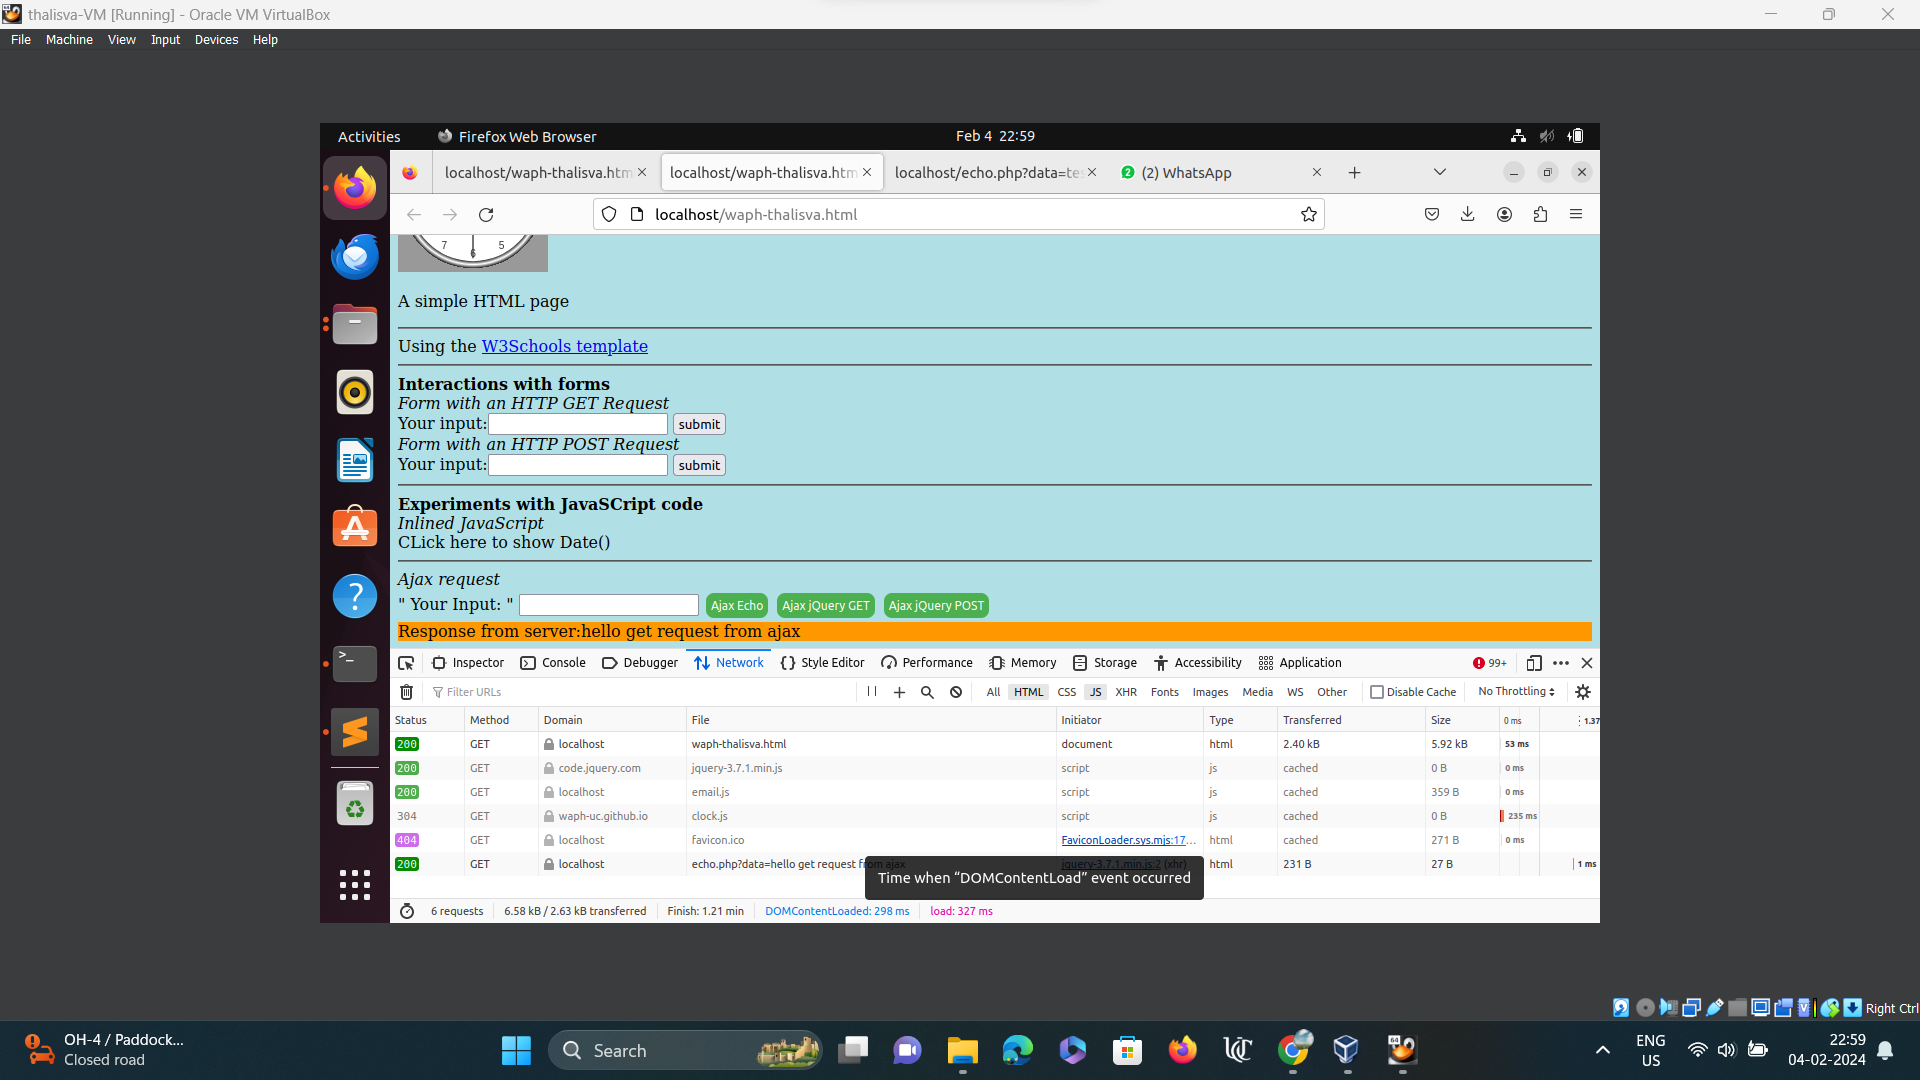 thalisva-VM [Running] - Oracle VM VirtualBox
File Machine View Input Devices Help
Activities Firefox Web Browser Feb 4 22:59
localhost/waph-thalisva.htm localhost/waph-thalisva.htm localhost/echo.php?data=te 2 (2) WhatsApp
localhost/waph-thalisva.html
7 6 5
A simple HTML page
Using the W3Schools template
Interactions with forms
Form with an HTTP GET Request
Your input: submit
Form with an HTTP POST Request
Your input: submit
Experiments with JavaSCript code
Inlined JavaScript
CLick here to show Date()
Ajax request
" Your Input: " Ajax Echo Ajax jQuery GET Ajax jQuery POST
Response from server:hello get request from ajax
Inspector Console Debugger Network Style Editor Performance Memory Storage Accessibility Application 99+
Filter URLs All HTML CSS JS XHR Fonts Images Media WS Other Disable Cache No Throttling
Status Method Domain File Initiator Type Transferred Size 0 ms 1.37
200 GET localhost waph-thalisva.html document html 2.40 kB 5.92 kB 53 ms
200 GET code.jquery.com jquery-3.7.1.min.js script js cached 0 B 0 ms
200 GET localhost email.js script js cached 359 B 0 ms
304 GET waph-uc.github.io clock.js script js cached 0 B 235 ms
404 GET localhost favicon.ico FaviconLoader.sys.mjs:17... html cached 271 B 0 ms
200 GET localhost echo.php?data=hello get request from ajax jquery-3.7.1.min.js:2 (xhr) html 231 B 27 B 1 ms
Time when “DOMContentLoad” event occurred
6 requests 6.58 kB / 2.63 kB transferred Finish: 1.21 min DOMContentLoaded: 298 ms load: 327 ms
Right Ctrl
OH-4 / Paddock...
Closed road
Search
64
ENG
US
22:59
04-02-2024